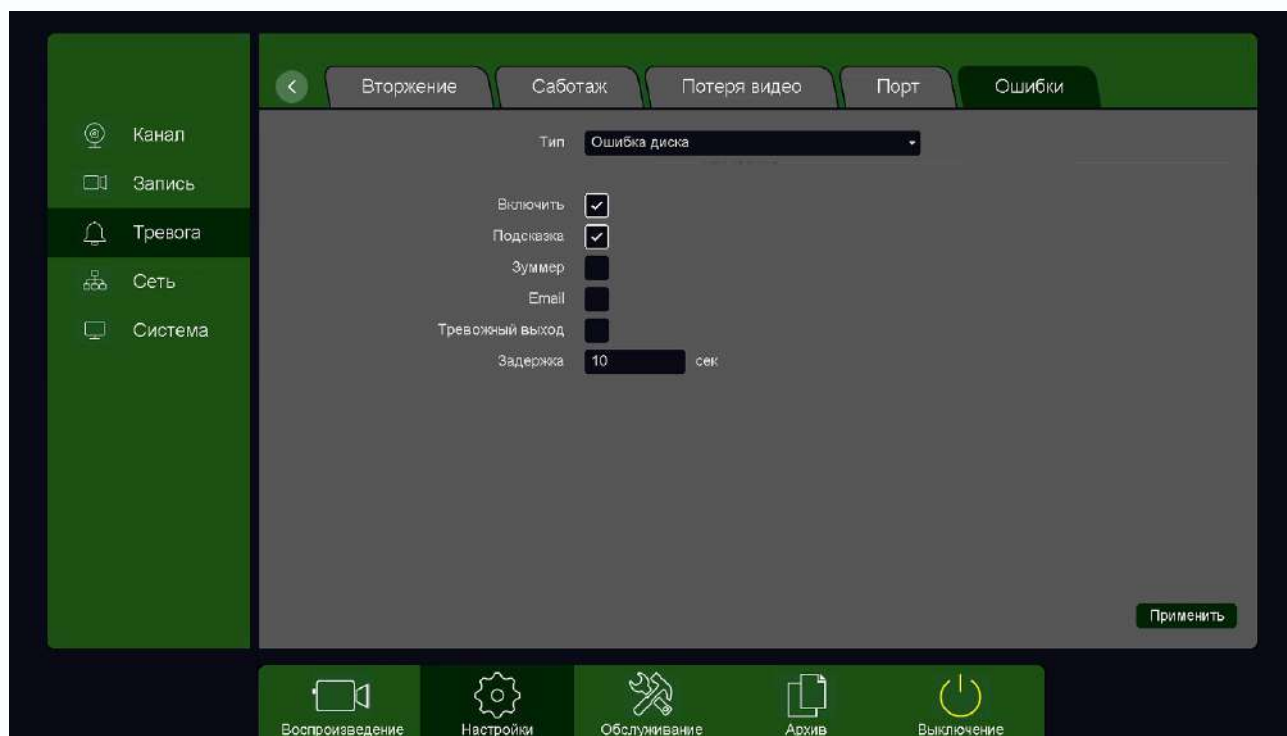 Вторжение
Саботаж
Потеря видео
Порт
Ошибки
Канал
Запись
Тревога
Сеть
Система
Тип Ошибка диска
Включить
Подсказка
Зуммер
Email
Тревожный выход
Задержка 10 сек
Применить
Воспроизведение
Настройки
Обслуживание
Архив
Выключение